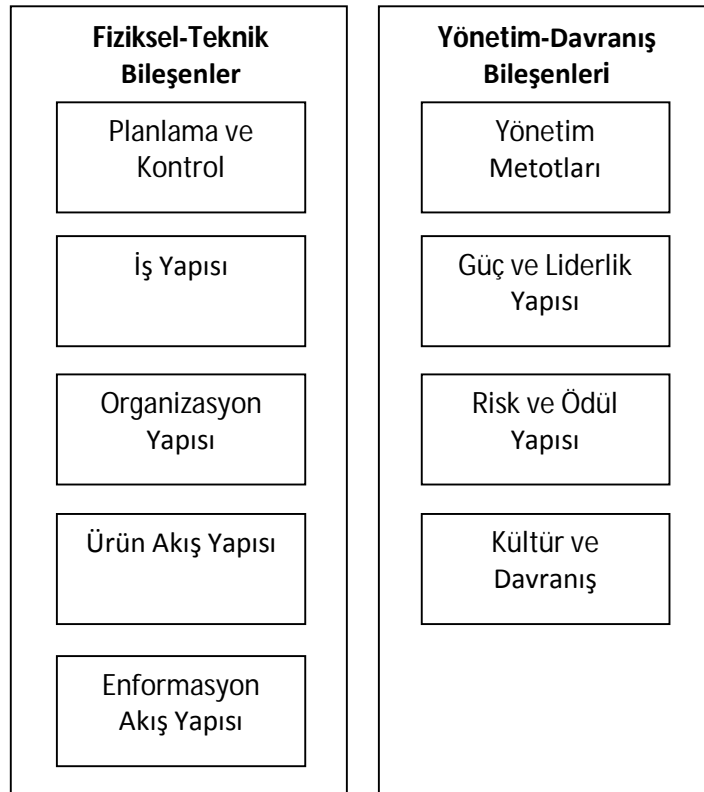 Fiziksel-Teknik
Bileşenler
Planlama ve
Kontrol
İş Yapısı
Organizasyon
Yapısı
Ürün Akış Yapısı
Enformasyon
Akış Yapısı
Yönetim-Davranış
Bileşenleri
Yönetim
Metotları
Güç ve Liderlik
Yapısı
Risk ve Ödül
Yapısı
Kültür ve
Davranış